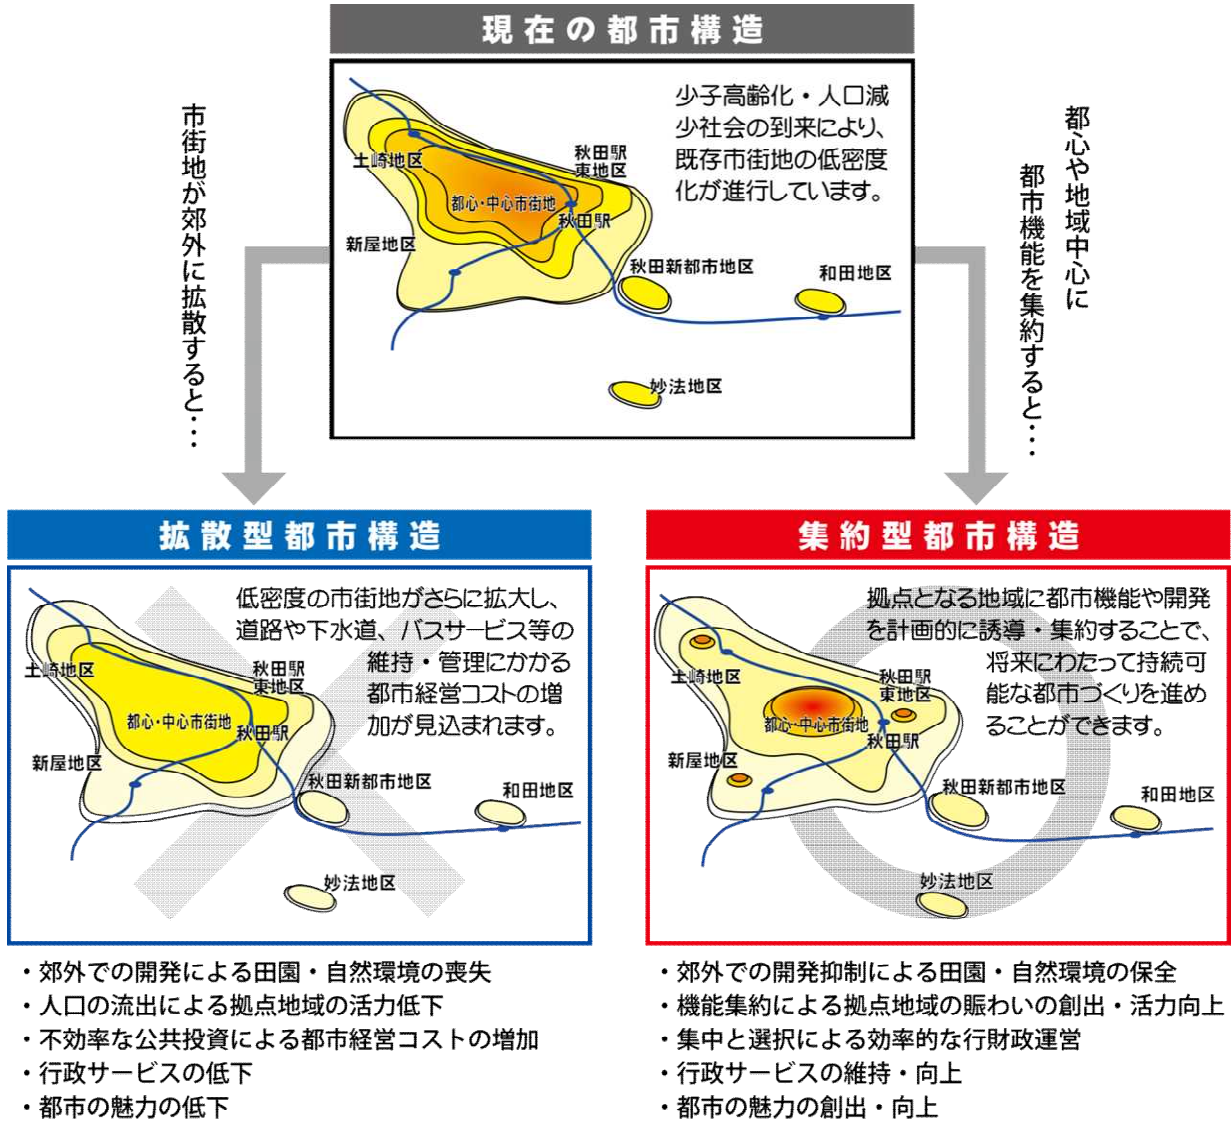 現在の都市構造
少子高齢化・人口減
少社会の到来により、
既存市街地の低密度
化が進行しています。
土崎地区
秋田駅
東地区
都心・中心市街地
秋田駅
新屋地区
秋田新都市地区
和田地区
妙法地区
市街地が郊外に拡散すると・・・
都心や地域中心に
都市機能を集約すると・・・
拡散型都市構造
低密度の市街地がさらに拡大し、
道路や下水道、バスサービス等の
維持・管理にかかる
都市経営コストの増
加が見込まれます。
土崎地区
秋田駅
東地区
都心・中心市街地
秋田駅
新屋地区
秋田新都市地区
和田地区
妙法地区
・郊外での開発による田園・自然環境の喪失
・人口の流出による拠点地域の活力低下
・不効率な公共投資による都市経営コストの増加
・行政サービスの低下
・都市の魅力の低下
集約型都市構造
拠点となる地域に都市機能や開発
を計画的に誘導・集約することで、
将来にわたって持続可
能な都市づくりを進め
ることができます。
土崎地区
秋田駅
東地区
都心・中心市街地
秋田駅
新屋地区
秋田新都市地区
和田地区
妙法地区
・郊外での開発抑制による田園・自然環境の保全
・機能集約による拠点地域の賑わいの創出・活力向上
・集中と選択による効率的な行財政運営
・行政サービスの維持・向上
・都市の魅力の創出・向上